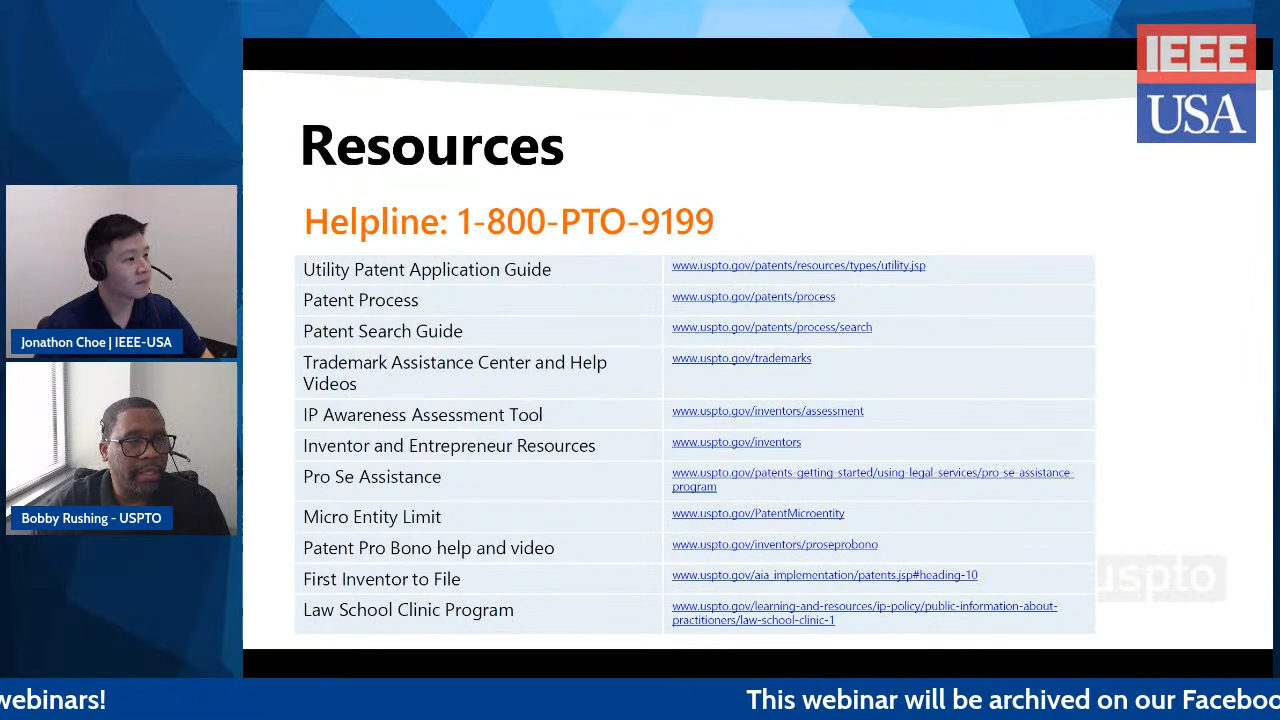 IEEE
USA
Resources
Helpline: 1-800-PTO-9199
Utility Patent Application Guide
www.uspto.gov/patents/resources/types/utility.jsp
Patent Process
www.uspto.gov/patents/process
Patent Search Guide
www.uspto.gov/patents/process/search
Trademark Assistance Center and Help
Videos
www.uspto.gov/trademarks
IP Awareness Assessment Tool
www.uspto.gov/inventors/assessment
Inventor and Entrepreneur Resources
www.uspto.gov/inventors
Pro Se Assistance
www.uspto.gov/patents-getting-started/using-legal-services/pro-se-assistance-
program
Micro Entity Limit
www.uspto.gov/PatentMicroentity
Patent Pro Bono help and video
www.uspto.gov/inventors/proseprobono
First Inventor to File
www.uspto.gov/aia_implementation/patents.jsp#heading-10
Law School Clinic Program
www.uspto.gov/learning-and-resources/ip-policy/public-information-about-
practitioners/law-school-clinic-1
uspto
Jonathon Choe | IEEE-USA
Bobby Rushing - USPTO
webinars!
This webinar will be archived on our Faceboo